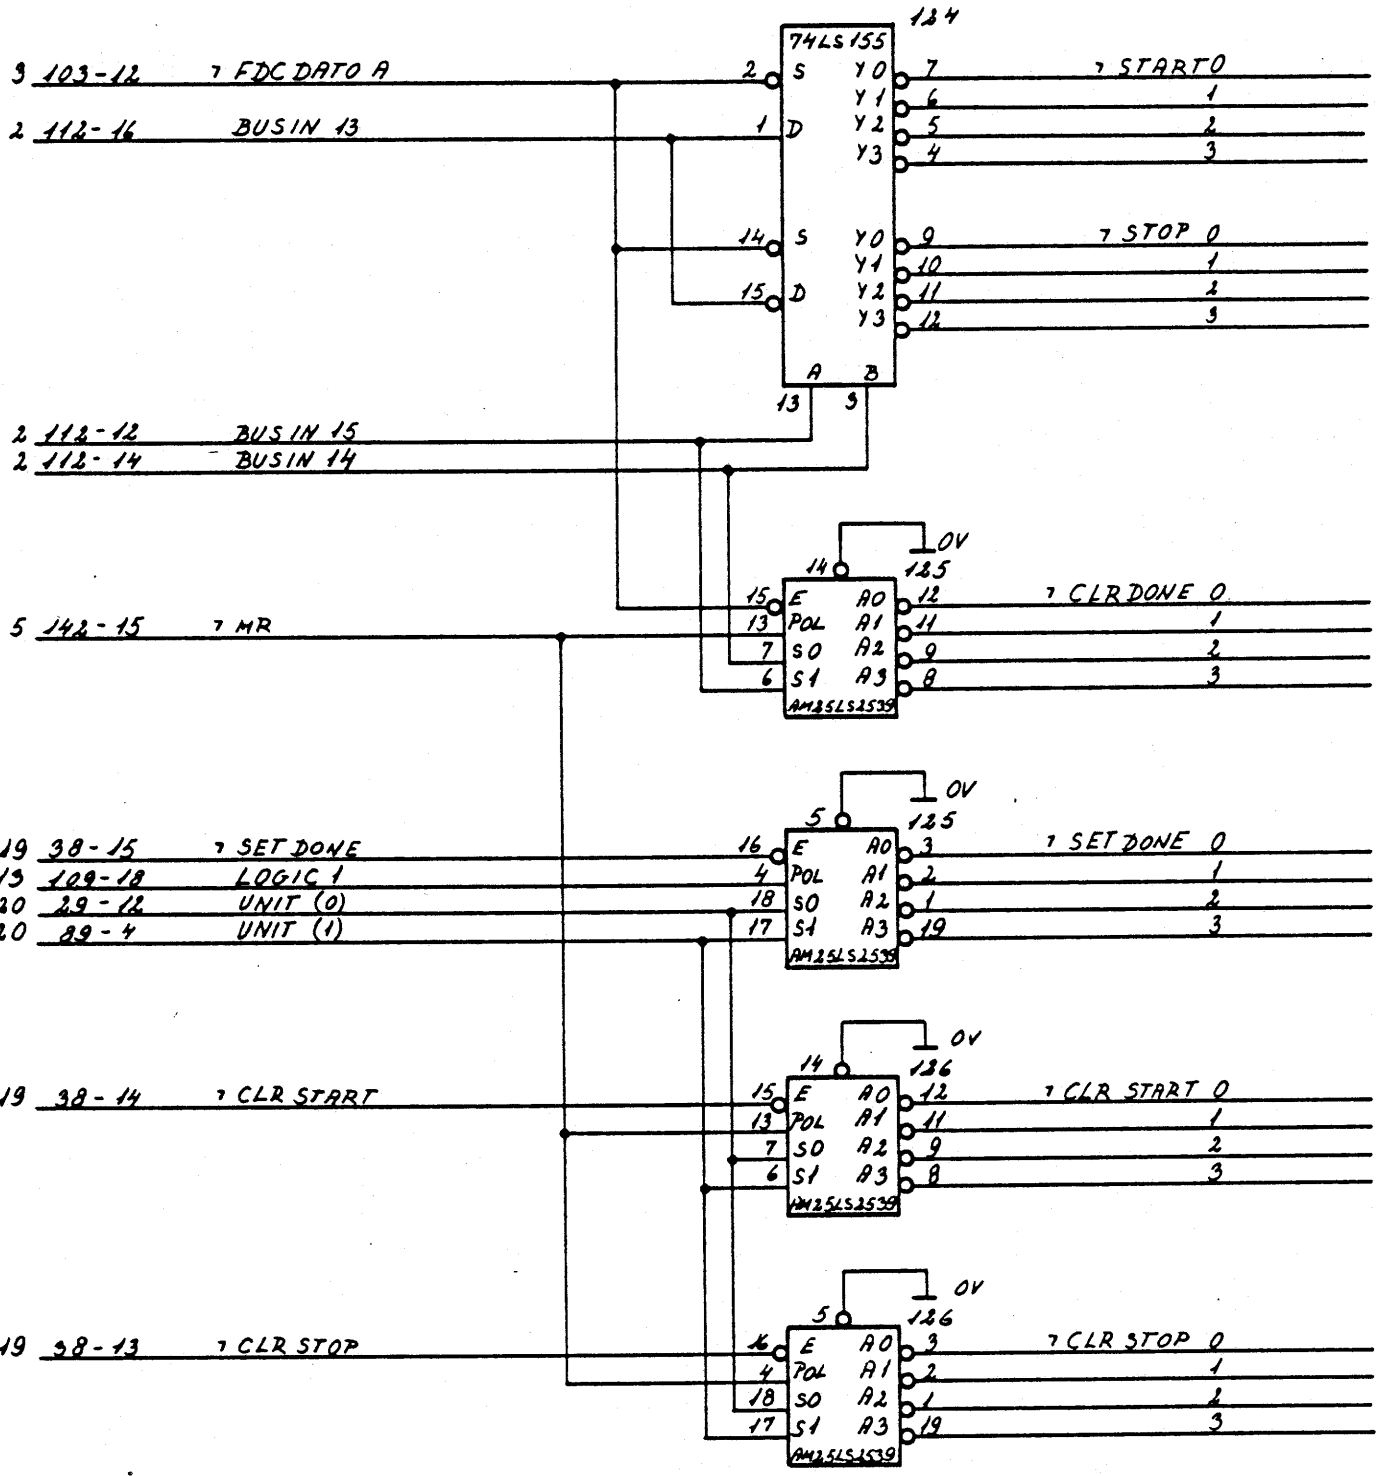 124
74LS155
3 103-12 ¬ FDC DATO A 2 S Y0 7 ¬ START 0
Y1 6 1
2 112-16 BUSIN 13 1 D Y2 5 2
Y3 4 3
14 S Y0 9 ¬ STOP 0
Y1 10 1
15 D Y2 11 2
Y3 12 3
A B
13 3
2 112-12 BUSIN 15
2 112-14 BUSIN 14
0V
14 125
15 E A0 12 ¬ CLR DONE 0
5 142-15 ¬ MR 13 POL A1 11 1
7 S0 A2 9 2
6 S1 A3 8 3
AM25LS2539
0V
5 125
19 38-15 ¬ SET DONE 16 E A0 3 ¬ SET DONE 0
13 109-18 LOGIC 1 4 POL A1 2 1
20 29-12 UNIT (0) 18 S0 A2 1 2
20 89-4 UNIT (1) 17 S1 A3 19 3
AM25LS2539
0V
14 126
19 38-14 ¬ CLR START 15 E A0 12 ¬ CLR START 0
13 POL A1 11 1
7 S0 A2 9 2
6 S1 A3 8 3
AM25LS2539
0V
5 126
19 38-13 ¬ CLR STOP 16 E A0 3 ¬ CLR STOP 0
4 POL A1 2 1
18 S0 A2 1 2
17 S1 A3 19 3
AM25LS2539